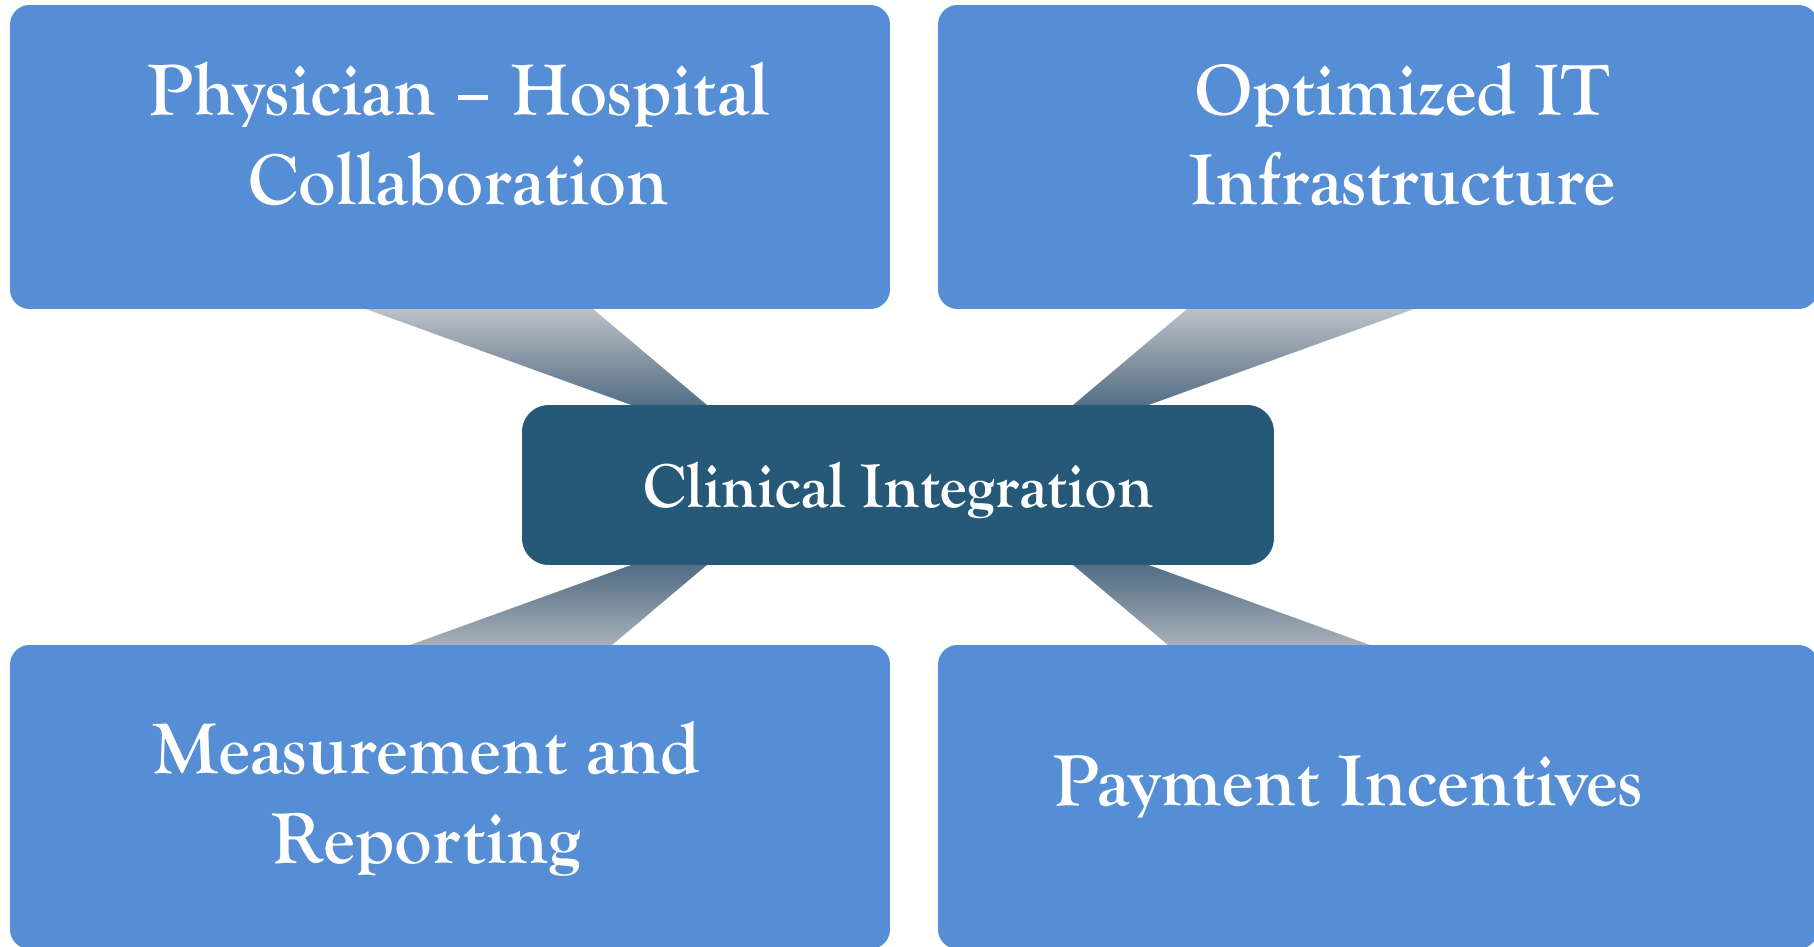 Physician – Hospital
Collaboration
Optimized IT
Infrastructure
Clinical Integration
Measurement and
Reporting
Payment Incentives